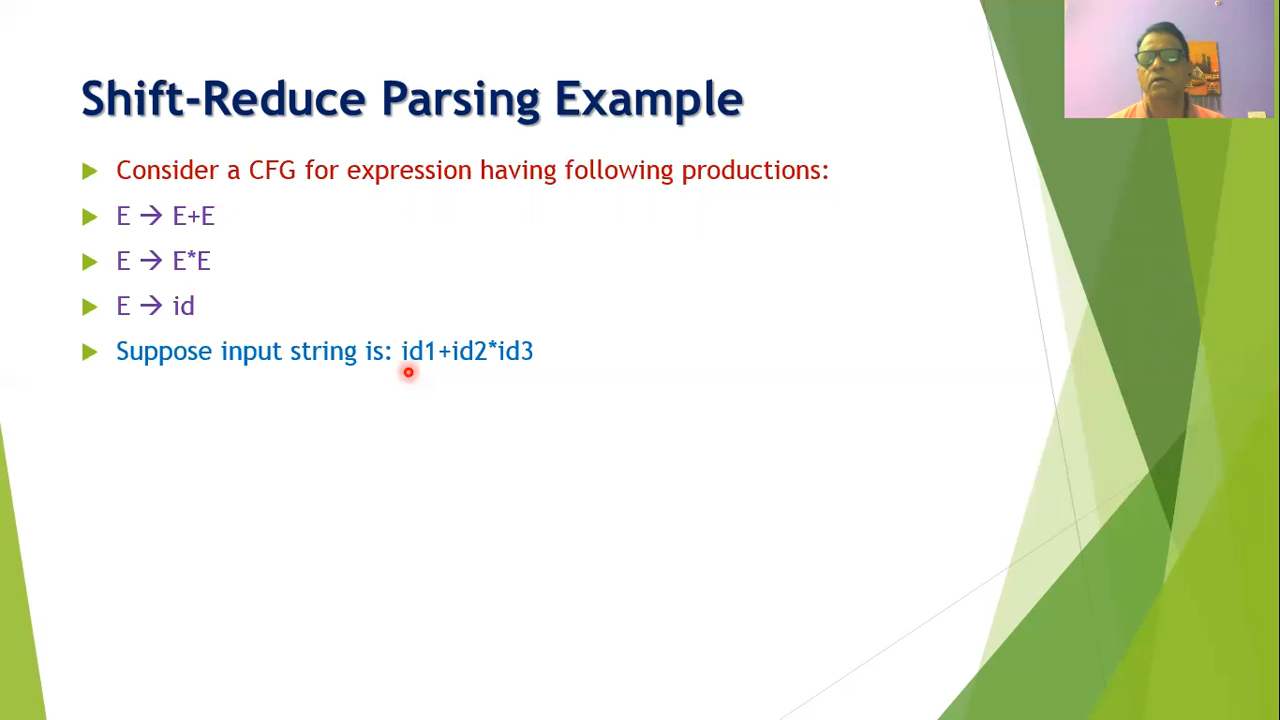 Shift-Reduce Parsing Example
Consider a CFG for expression having following productions:
E → E+E
E → E*E
E → id
Suppose input string is: id1+id2*id3